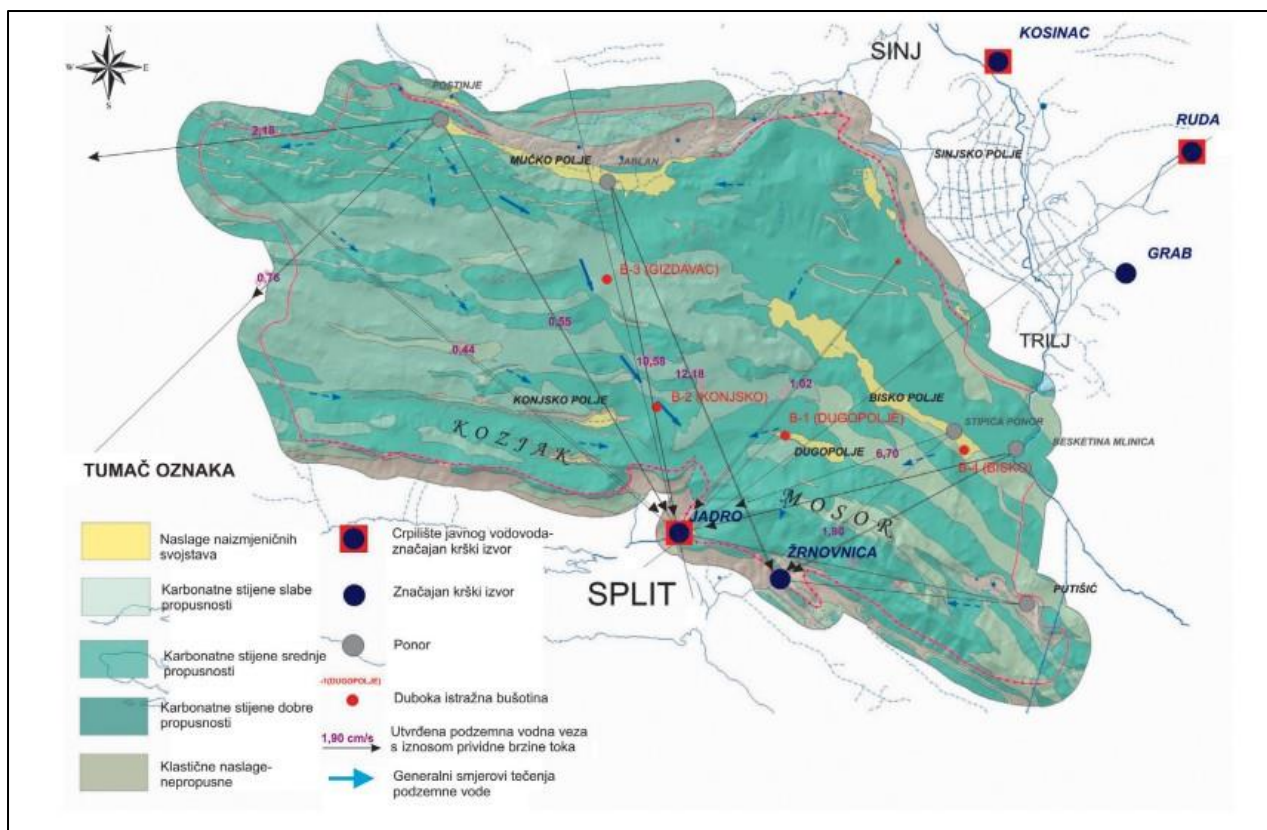 N
W E
S
SINJ
KOSINAC
RUDA
POSTINJE
2,18
MUĆKO POLJE
JABLAN
SINJSKO POLJE
GRAB
B-3 (GIZDAVAC)
0,76
0,55
TRILJ
0,44
10,58
12,18
1,02
B-2 (KONJSKO)
KONJSKO POLJE
BISKO POLJE
B-1 (DUGOPOLJE)
STIPIĆA PONOR
KOZJAK
DUGOPOLJE
6,70
BESKETINA MLINICA
B-4 (BISKO)
MOSOR
JADRO
1,90
ŽRNOVNICA
SPLIT
PUTIŠIĆ
TUMAČ OZNAKA
Naslage naizmjeničnih
svojstava
Karbonatne stijene slabe
propusnosti
Karbonatne stijene srednje
propusnosti
Karbonatne stijene dobre
propusnosti
Klastične naslage-
nepropusne
Crpilište javnog vodovoda-
značajan krški izvor
Značajan krški izvor
Ponor
-1(DUGOPOLJE)
Duboka istražna bušotina
1,90 cm/s
Utvrđena podzemna vodna veza
s iznosom prividne brzine toka
Generalni smjerovi tečenja
podzemne vode